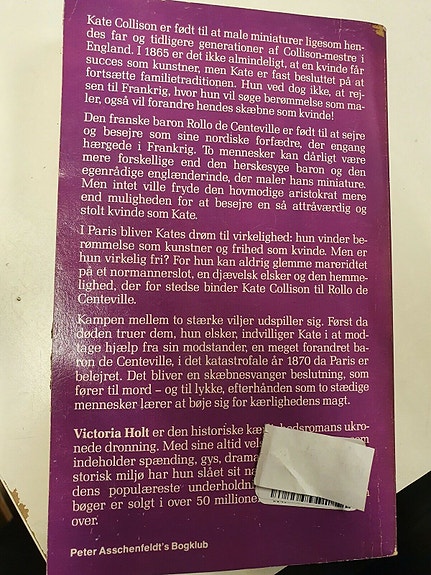 Kate Collison er født til at male miniaturer ligesom hen-
des far og tidligere generationer af Collison-mestre i
England. I 1865 er det ikke almindeligt, at en kvinde får
succes som kunstner, men Kate er fast besluttet på at
fortsætte familietraditionen. Hun ved dog ikke, at rej-
sen til Frankrig, hvor hun vil søge berømmelse som ma-
ler, også vil forandre hendes skæbne som kvinde!
Den franske baron Rollo de Centeville er født til at sejre
og besejre som sine nordiske forfædre, der engang
hærgede i Frankrig. To mennesker kan dårligt være
mere forskellige end den herskesyge baron og den
egenrådige englænderinde, der maler hans miniature.
Men intet ville fryde den hovmodige aristokrat mere
end muligheden for at besejre en så attråværdig og
stolt kvinde som Kate.
I Paris bliver Kates drøm til virkelighed: hun vinder be-
rømmelse som kunstner og frihed som kvinde. Men er
hun virkelig fri? For hun kan aldrig glemme mareridtet
på et normannerslot, en djævelsk elsker og den hemme-
lighed, der for stedse binder Kate Collison til Rollo de
Centeville.
Kampen mellem to stærke viljer udspiller sig. Først da
døden truer dem, hun elsker, indvilliger Kate i at mod-
tage hjælp fra sin modstander, en meget forandret ba-
ron de Centeville, i det katastrofale år 1870 da Paris er
belejret. Det bliver en skæbnesvanger beslutning, som
fører til mord – og til lykke, efterhånden som to stædige
mennesker lærer at bøje sig for kærlighedens magt.
Victoria Holt er den historiske kærlighedsromans ukro-
nede dronning. Med sine altid
indeholder spænding, gys,
storisk miljø har hun slået sit
dens populæreste
bøger er solgt i over 50
over.
Peter Asschenfeldt's Bogklub